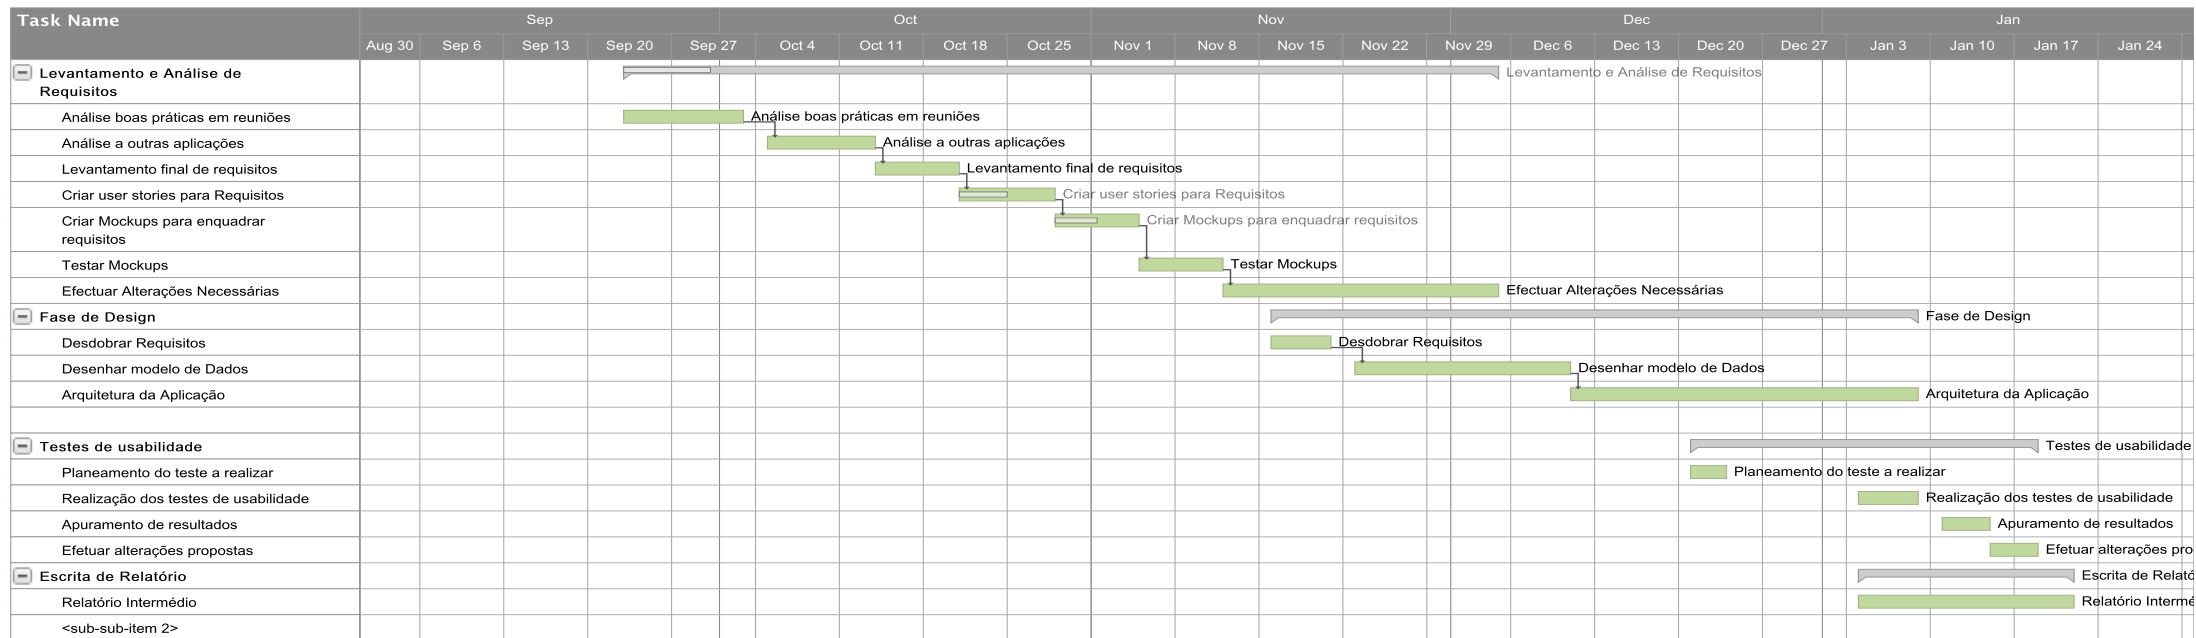 Task Name
Sep Oct Nov Dec Jan
Aug 30 Sep 6 Sep 13 Sep 20 Sep 27 Oct 4 Oct 11 Oct 18 Oct 25 Nov 1 Nov 8 Nov 15 Nov 22 Nov 29 Dec 6 Dec 13 Dec 20 Dec 27 Jan 3 Jan 10 Jan 17 Jan 24
Levantamento e Análise de
Requisitos
Levantamento e Análise de Requisitos
Análise boas práticas em reuniões
Análise boas práticas em reuniões
Análise a outras aplicações
Análise a outras aplicações
Levantamento final de requisitos
Levantamento final de requisitos
Criar user stories para Requisitos
Criar user stories para Requisitos
Criar Mockups para enquadrar
requisitos
Criar Mockups para enquadrar requisitos
Testar Mockups
Testar Mockups
Efectuar Alterações Necessárias
Efectuar Alterações Necessárias
Fase de Design
Fase de Design
Desdobrar Requisitos
Desdobrar Requisitos
Desenhar modelo de Dados
Desenhar modelo de Dados
Arquitetura da Aplicação
Arquitetura da Aplicação
Testes de usabilidade
Testes de usabilidade
Planeamento do teste a realizar
Planeamento do teste a realizar
Realização dos testes de usabilidade
Realização dos testes de usabilidade
Apuramento de resultados
Apuramento de resultados
Efetuar alterações propostas
Efetuar alterações pro
Escrita de Relatório
Escrita de Relató
Relatório Intermédio
Relatório Intermé
<sub-sub-item 2>